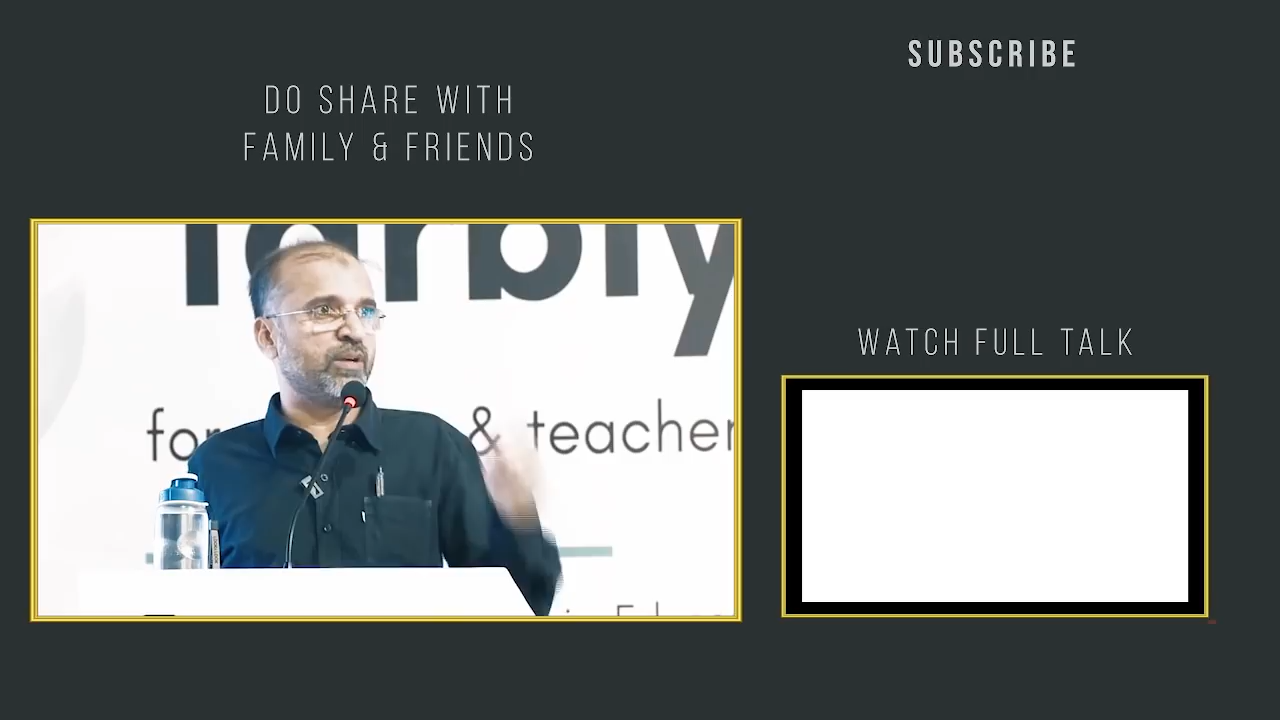 SUBSCRIBE
DO SHARE WITH
FAMILY & FRIENDS
WATCH FULL TALK
& teacher